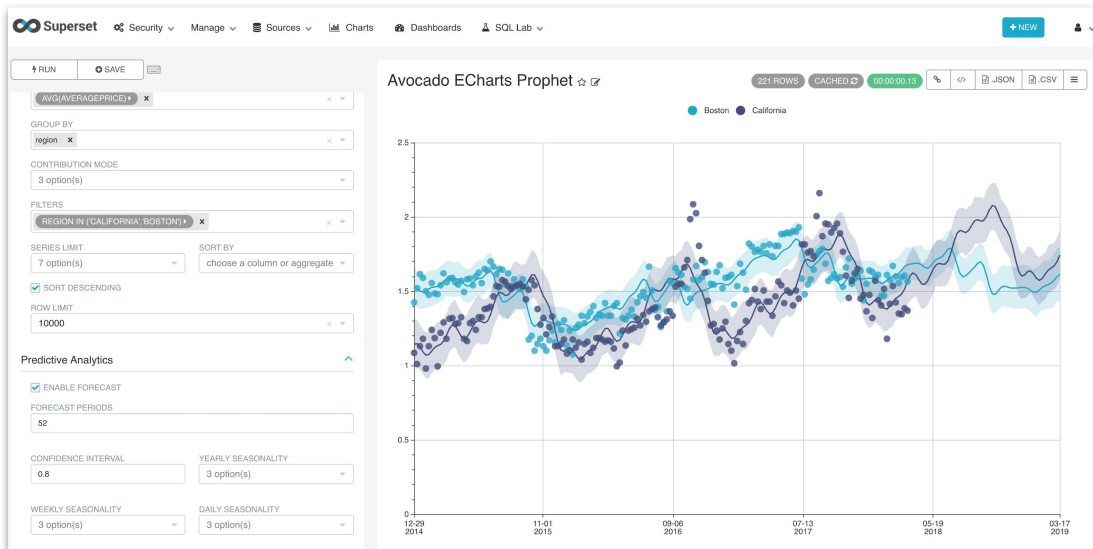 Superset Security Manage Sources Charts Dashboards SQL Lab + NEW
RUN SAVE
AVG(AVERAGEPRICE) x
GROUP BY
region x
CONTRIBUTION MODE
3 option(s)
FILTERS
REGION IN ('CALIFORNIA','BOSTON') x
SERIES LIMIT SORT BY
7 option(s) choose a column or aggregate
SORT DESCENDING
ROW LIMIT
10000
Predictive Analytics
ENABLE FORECAST
FORECAST PERIODS
52
CONFIDENCE INTERVAL YEARLY SEASONALITY
0.8 3 option(s)
WEEKLY SEASONALITY DAILY SEASONALITY
3 option(s) 3 option(s)
Avocado ECharts Prophet 221 ROWS CACHED 00:00:00.13 .JSON .CSV
Boston California
2.5
2
1.5
1
0.5
0
12-29 11-01 09-06 07-13 05-19 03-17
2014 2015 2016 2017 2018 2019